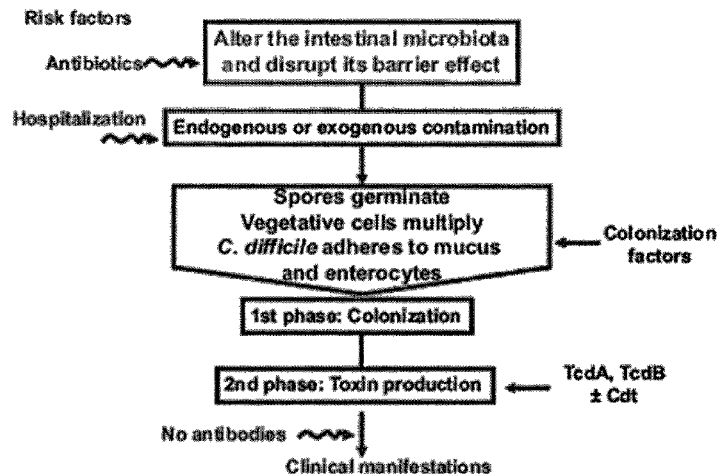 Risk factors
Alter the intestinal microbiota
and disrupt its barrier effect
Antibiotics
Hospitalization
Endogenous or exogenous contamination
Spores germinate
Vegetative cells multiply
C. difficile adheres to mucus
and enterocytes
Colonization
factors
1st phase: Colonization
2nd phase: Toxin production
TcdA, TcdB
± Cdt
No antibodies
Clinical manifestations